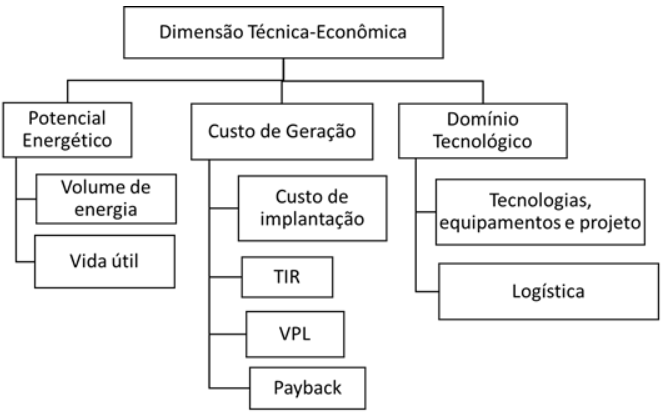 Dimensão Técnica-Econômica
Potencial
Energético
Volume de
energia
Vida útil
Custo de Geração
Custo de
implantação
TIR
VPL
Payback
Domínio
Tecnológico
Tecnologias,
equipamentos e projeto
Logística